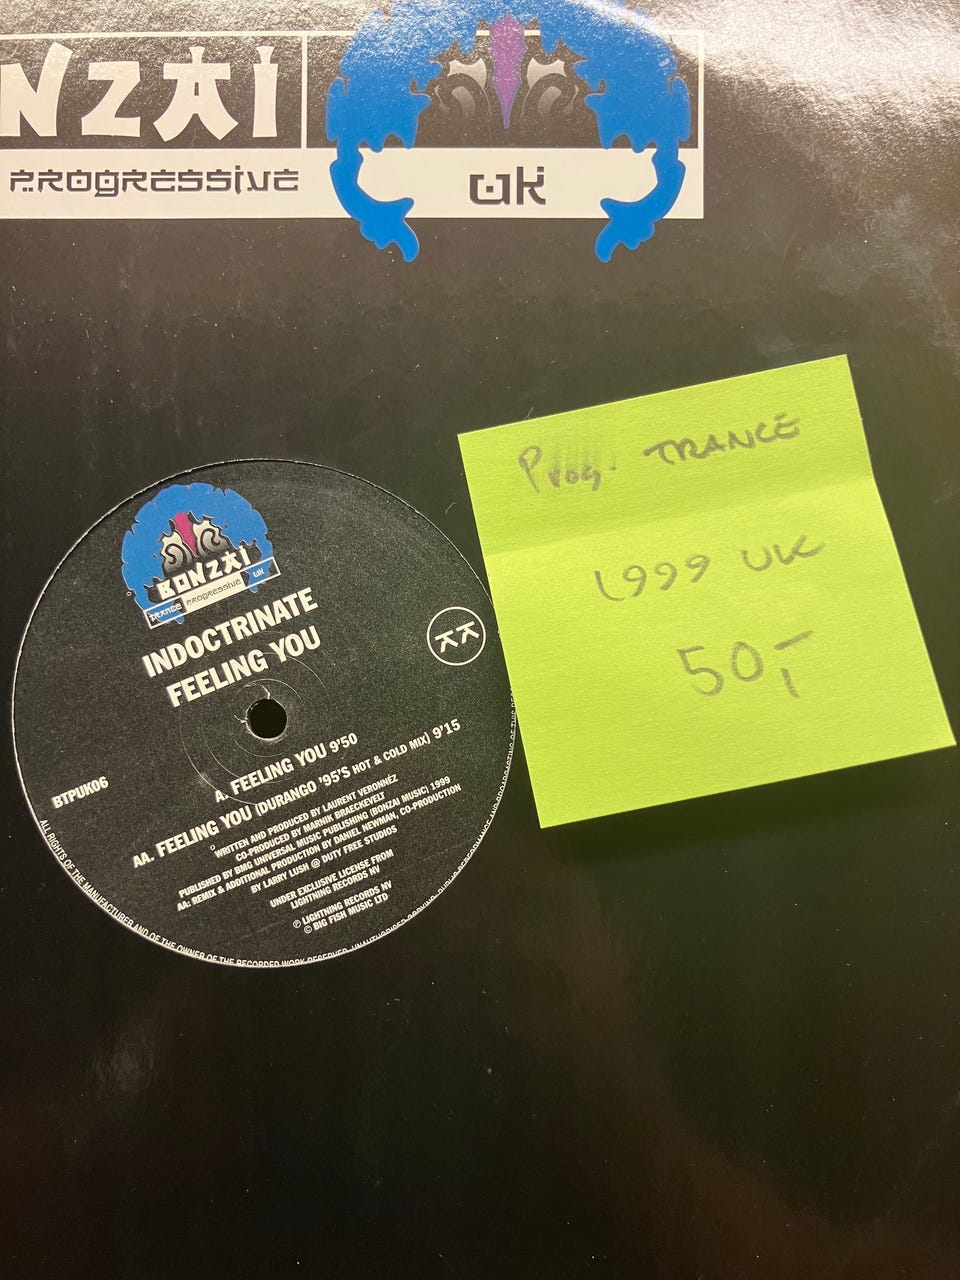 NZAI
PROGRESSIVE
UK
Prog. TRANCE
1999 UK
50,-
BONZAI
TRANCE PROGRESSIVE UK
INDOCTRINATE
FEELING YOU
AA
BTPUK06
A. FEELING YOU 9'50
AA. FEELING YOU (DURANGO '95'S HOT & COLD MIX) 9'15
WRITTEN AND PRODUCED BY LAURENT VERONNÉZ
CO-PRODUCED BY MARNIK BRAECKEVELT
PUBLISHED BY BMG UNIVERSAL MUSIC PUBLISHING (BONZAI MUSIC) 1999
AA: REMIX & ADDITIONAL PRODUCTION BY DANIEL NEWMAN, CO-PRODUCTION
BY LARRY LUSH @ DUTY FREE STUDIOS
UNDER EXCLUSIVE LICENSE FROM
LIGHTNING RECORDS NV
℗ LIGHTNING RECORDS NV
© BIG FISH MUSIC LTD
ALL RIGHTS OF THE MANUFACTURER AND OF THE OWNER OF THE RECORDED WORK RESERVED. UNAUTHORISED